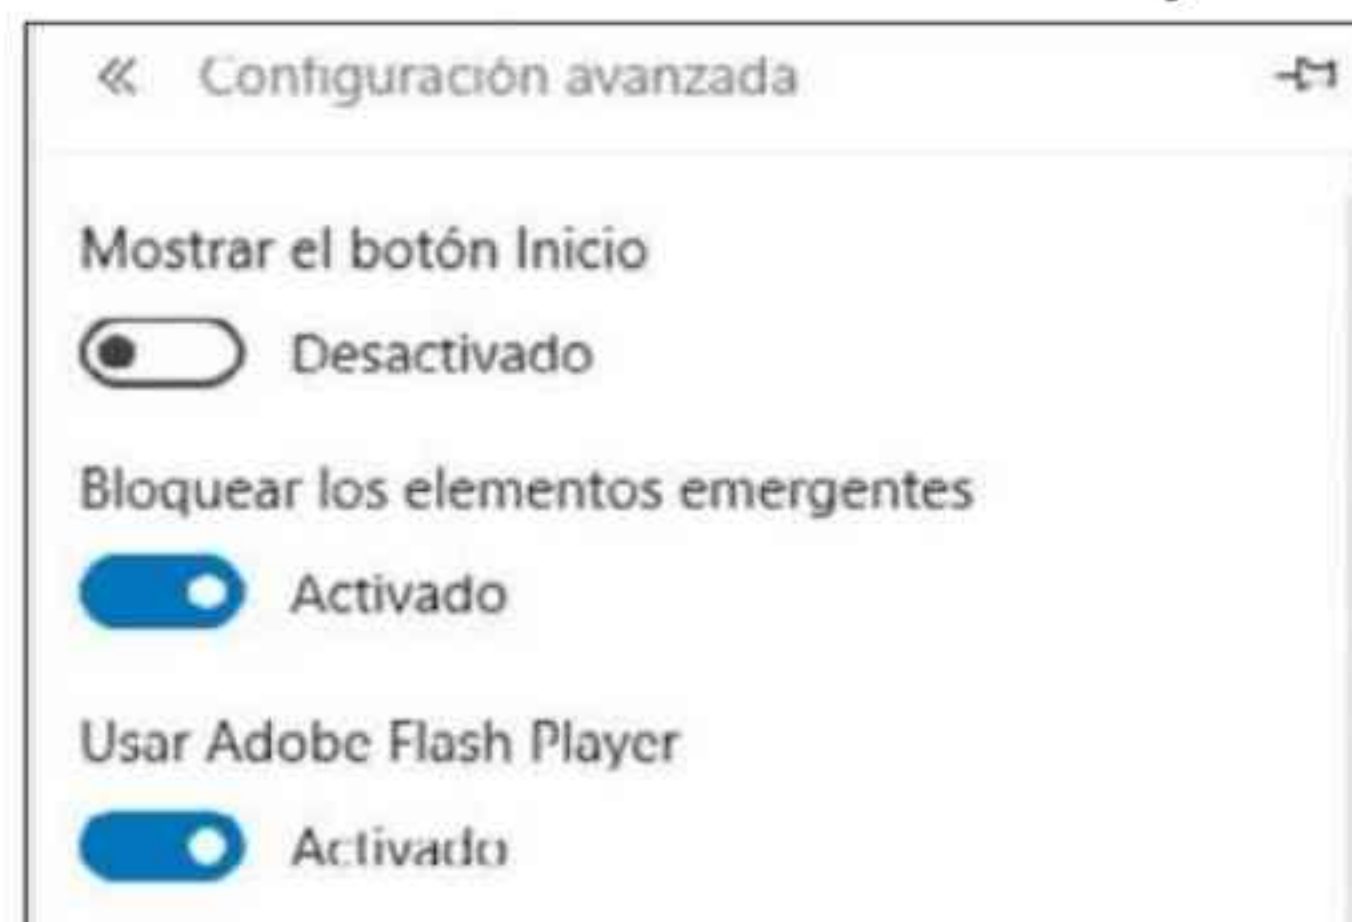 « Configuración avanzada
Mostrar el botón Inicio
Desactivado
Bloquear los elementos emergentes
Activado
Usar Adobe Flash Player
Activado